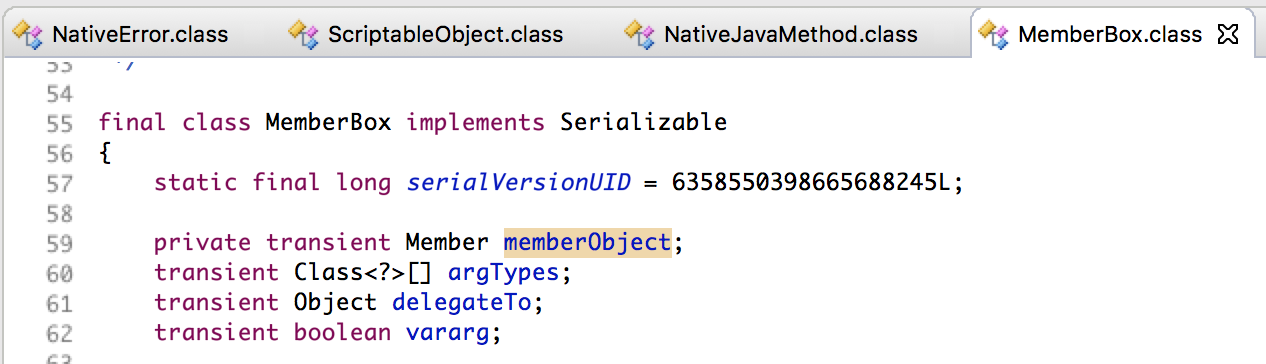 NativeError.class ScriptableObject.class NativeJavaMethod.class MemberBox.class
53 */
54
55 final class MemberBox implements Serializable
56 {
57 static final long serialVersionUID = 6358550398665688245L;
58
59 private transient Member memberObject;
60 transient Class<?>[] argTypes;
61 transient Object delegateTo;
62 transient boolean vararg;
63